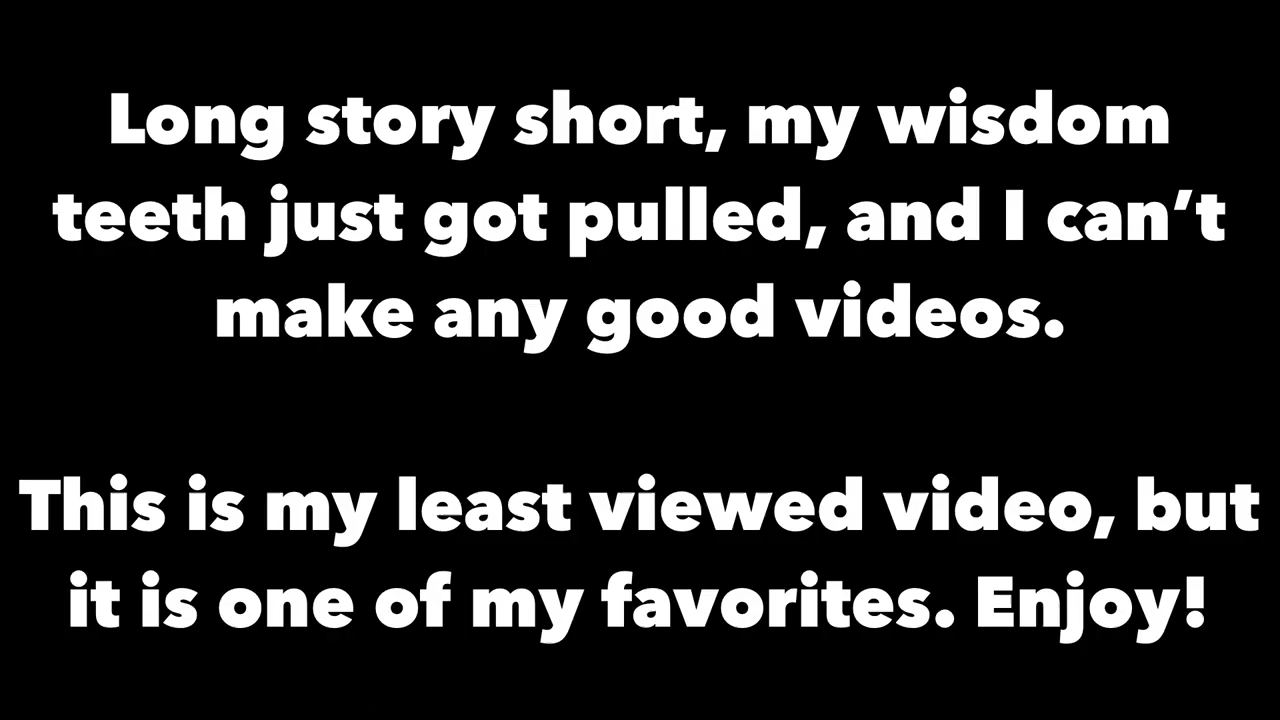 Long story short, my wisdom
teeth just got pulled, and I can’t
make any good videos.
This is my least viewed video, but
it is one of my favorites. Enjoy!